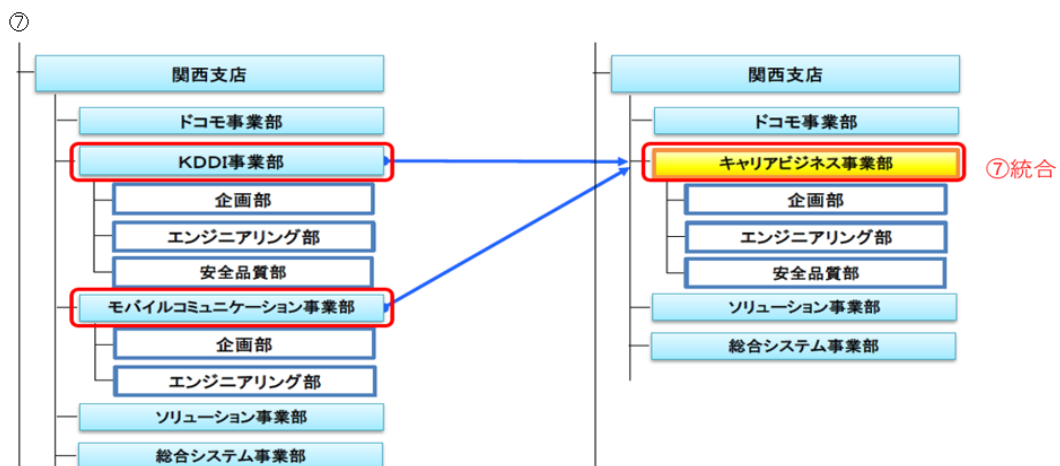 ⑦
関西支店
ドコモ事業部
KDDI事業部
企画部
エンジニアリング部
安全品質部
モバイルコミュニケーション事業部
企画部
エンジニアリング部
ソリューション事業部
総合システム事業部
関西支店
ドコモ事業部
キャリアビジネス事業部
⑦統合
企画部
エンジニアリング部
安全品質部
ソリューション事業部
総合システム事業部